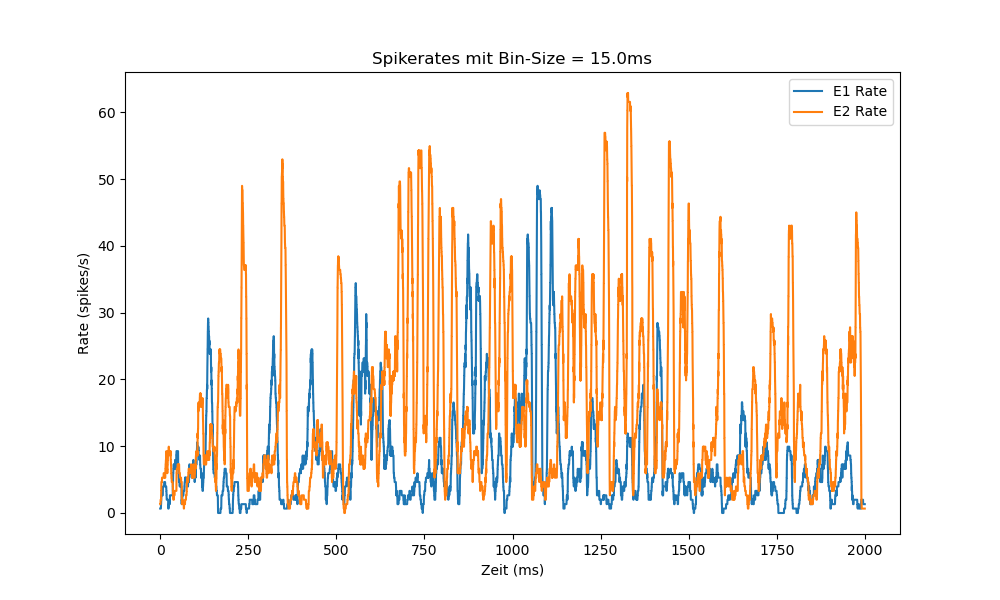 Spikerates mit Bin-Size = 15.0ms
E1 Rate
E2 Rate
Rate (spikes/s)
60
50
40
30
20
10
0
0 250 500 750 1000 1250 1500 1750 2000
Zeit (ms)